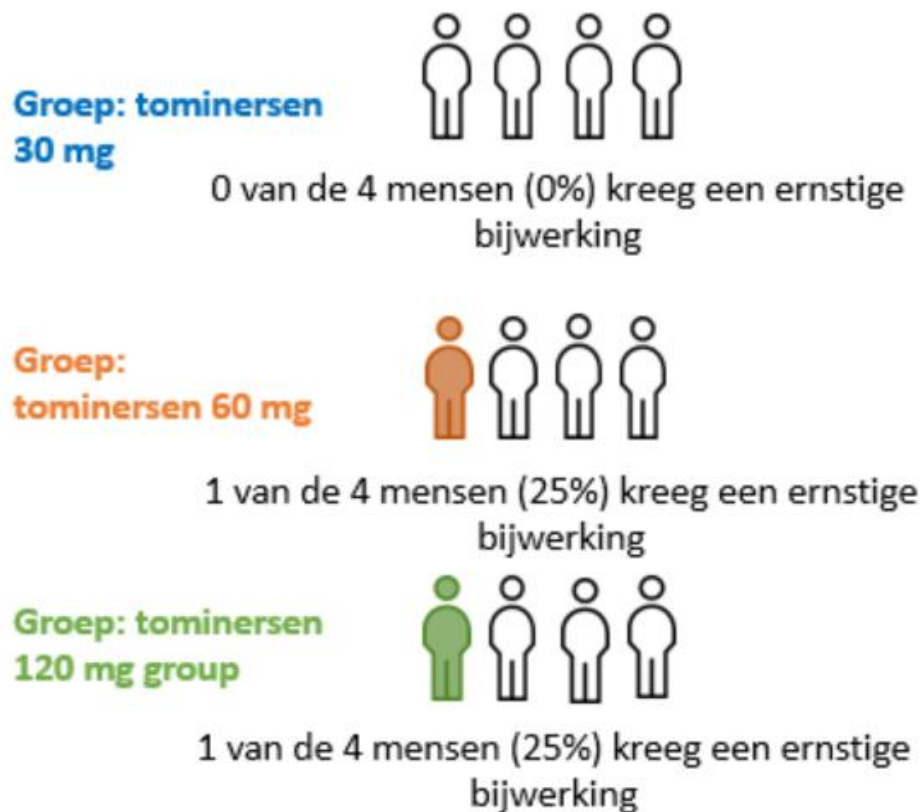 Groep: tominersen
30 mg
0 van de 4 mensen (0%) kreeg een ernstige
bijwerking
Groep:
tominersen 60 mg
1 van de 4 mensen (25%) kreeg een ernstige
bijwerking
Groep: tominersen
120 mg group
1 van de 4 mensen (25%) kreeg een ernstige
bijwerking